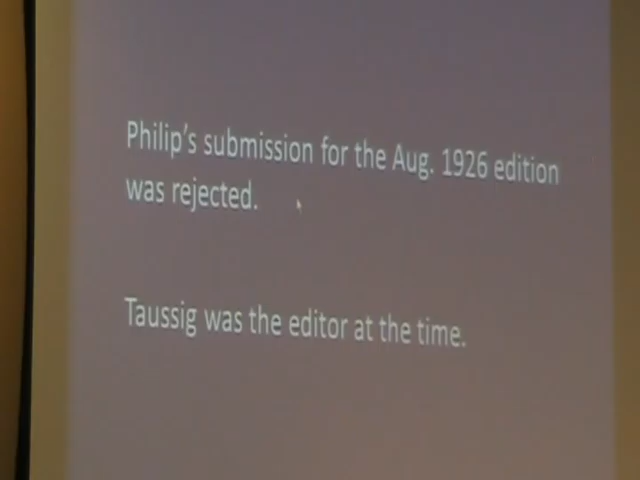 Philip's submission for the Aug. 1926 edition
was rejected.
Taussig was the editor at the time.